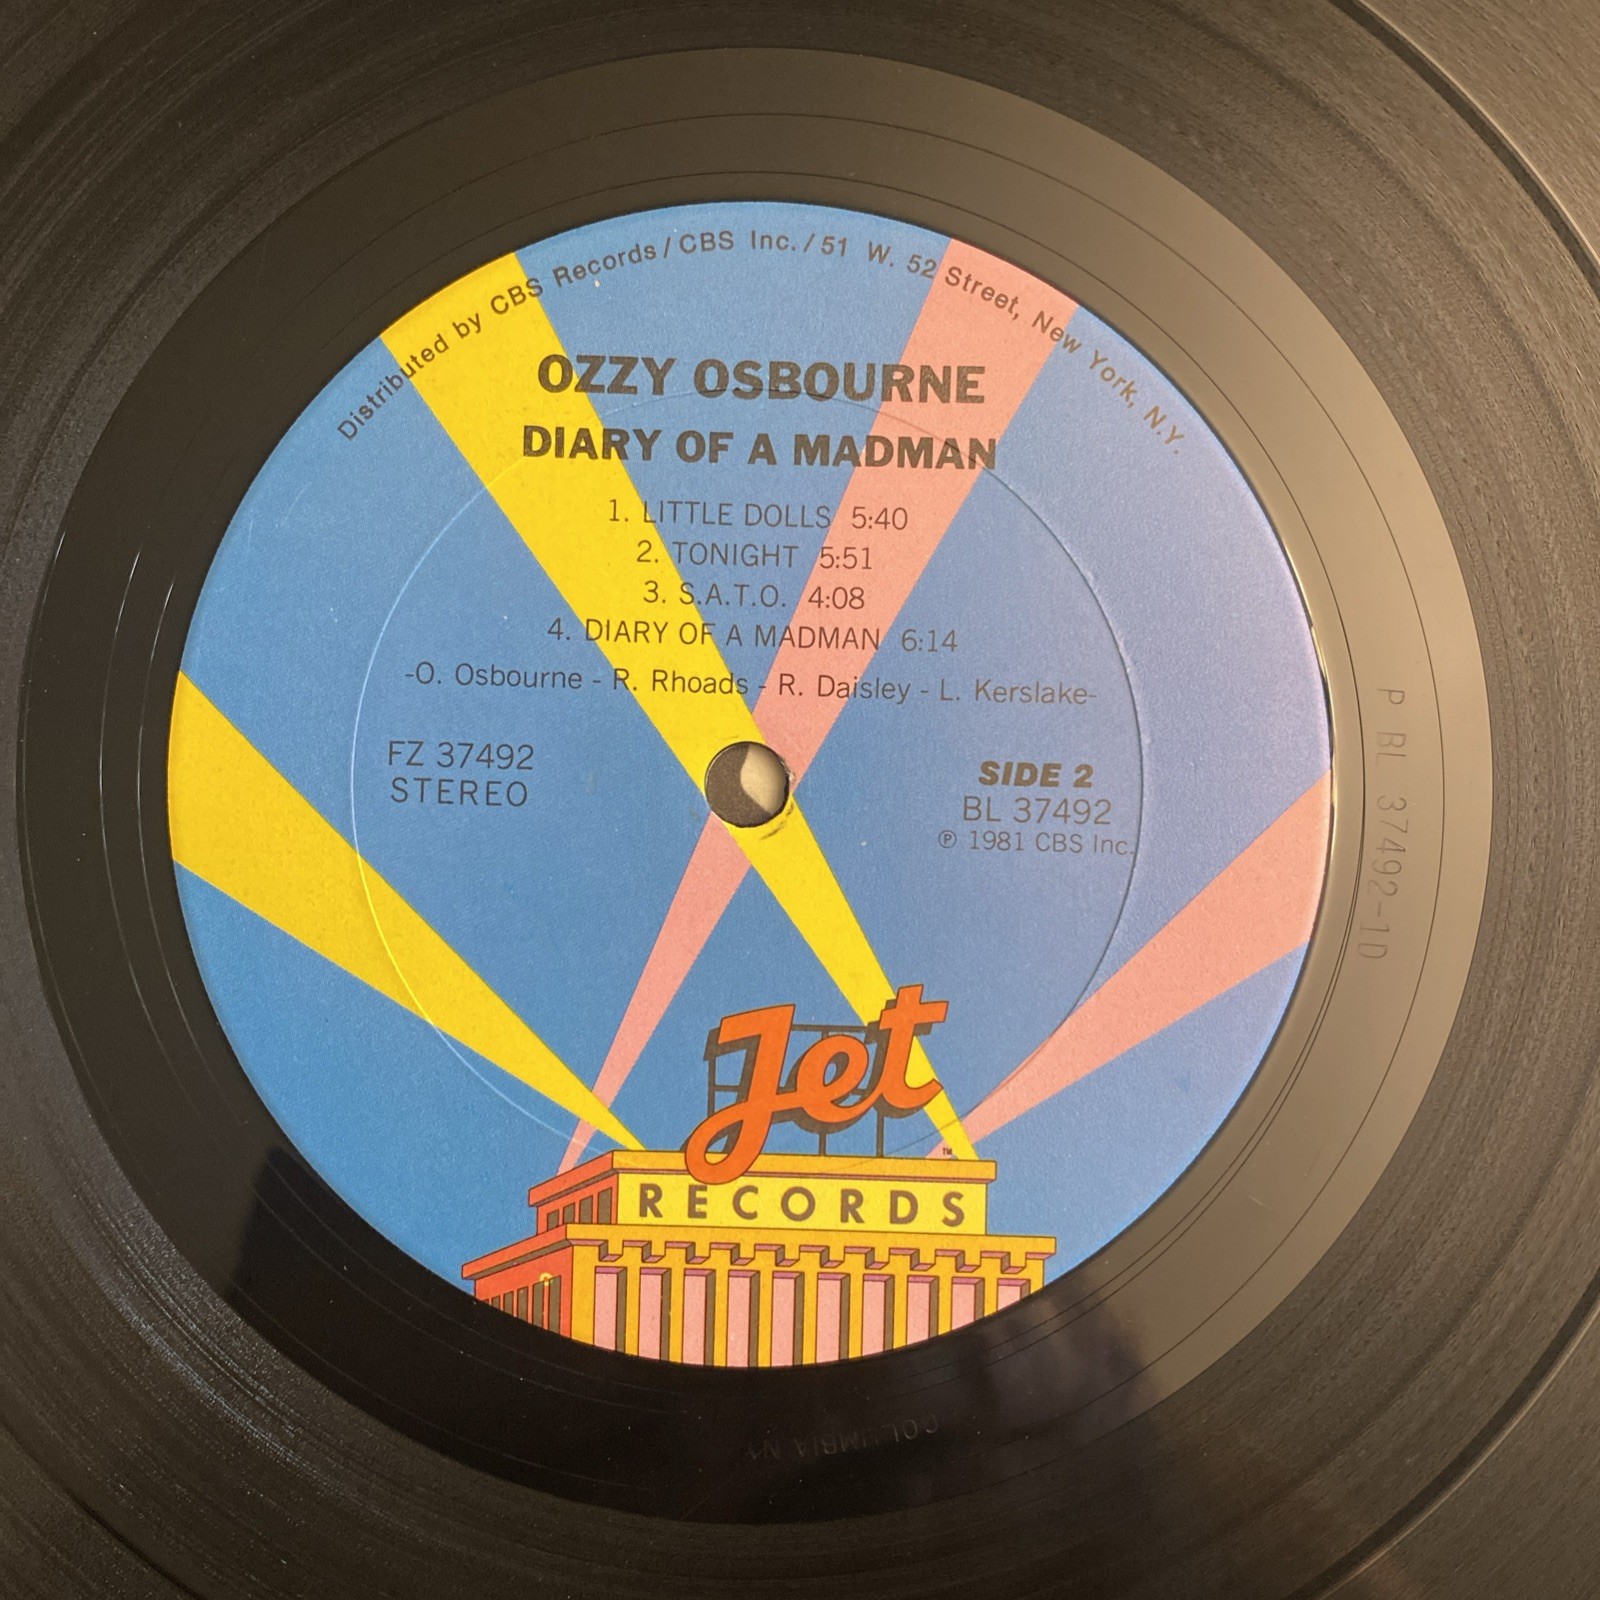 Distributed by CBS Records / CBS Inc. / 51 W. 52 Street, New York, N.Y.
OZZY OSBOURNE
DIARY OF A MADMAN
1. LITTLE DOLLS 5:40
2. TONIGHT 5:51
3. S.A.T.O. 4:08
4. DIARY OF A MADMAN 6:14
-O. Osbourne - R. Rhoads - R. Daisley - L. Kerslake-
FZ 37492
STEREO
SIDE 2
BL 37492
℗ 1981 CBS Inc.
P BL 37492-1D
Jet
TM
RECORDS
COLUMBIA NY